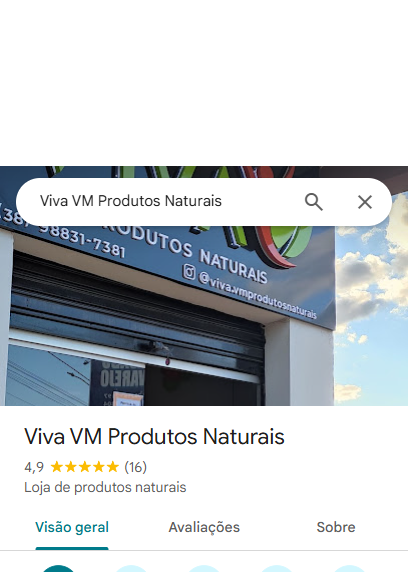 Viva VM Produtos Naturais
98831-7381
PRODUTOS NATURAIS
@viva.vmprodutosnaturais
VAREJO
Viva VM Produtos Naturais
4,9 ★★★★★ (16)
Loja de produtos naturais
Visão geral Avaliações Sobre